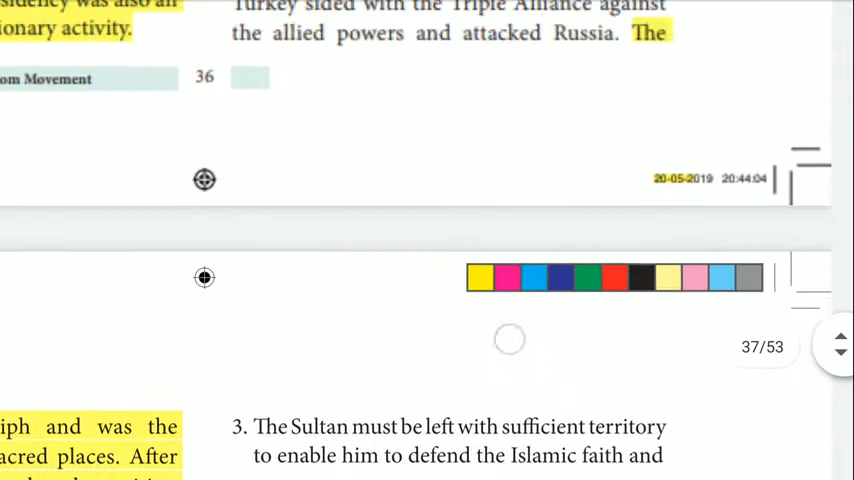 sidency was also an
ionary activity.
Turkey sided with the Triple Alliance against
the allied powers and attacked Russia. The
om Movement
36
20-05-2019 20:44:04
37/53
iph and was the
acred places. After
3. The Sultan must be left with sufficient territory
to enable him to defend the Islamic faith and